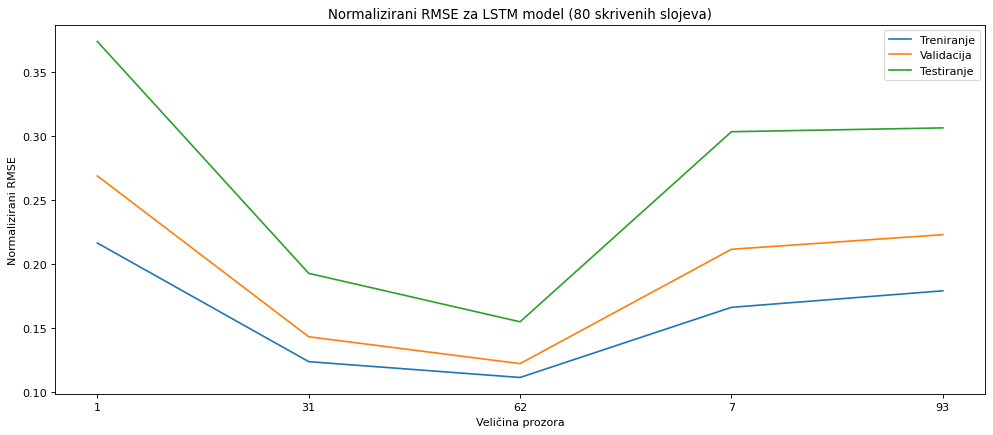 Normalizirani RMSE za LSTM model (80 skrivenih slojeva)
Treniranje
Validacija
Testiranje
Normalizirani RMSE
0.35
0.30
0.25
0.20
0.15
0.10
1 31 62 7 93
Veličina prozora